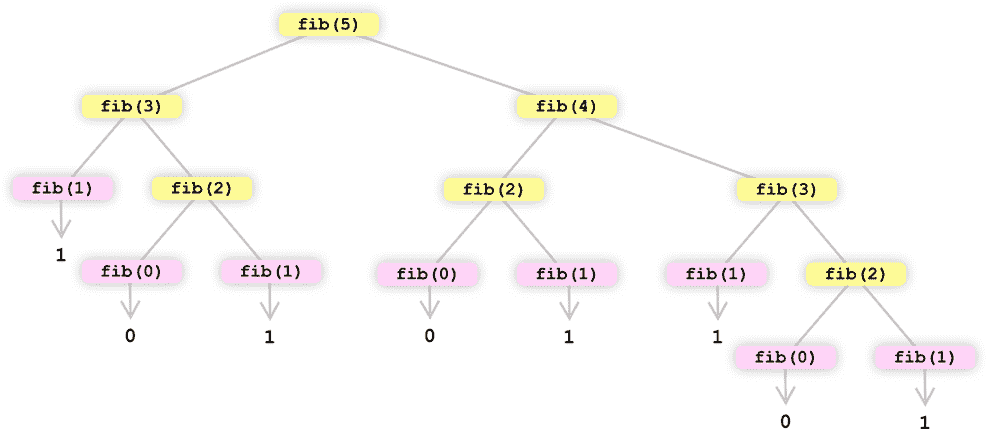 fib(5)
fib(3) fib(4)
fib(1) fib(2) fib(2) fib(3)
1 fib(0) fib(1) fib(0) fib(1) fib(1) fib(2)
0 1 0 1 1
fib(0) fib(1)
0 1